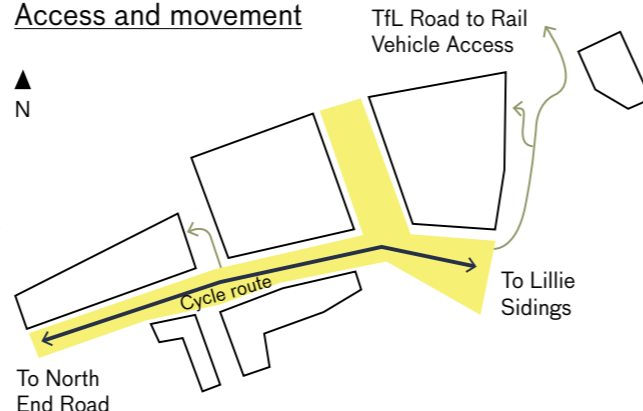 Access and movement
TfL Road to Rail
Vehicle Access
N
Cycle route
To Lillie
Sidings
To North
End Road